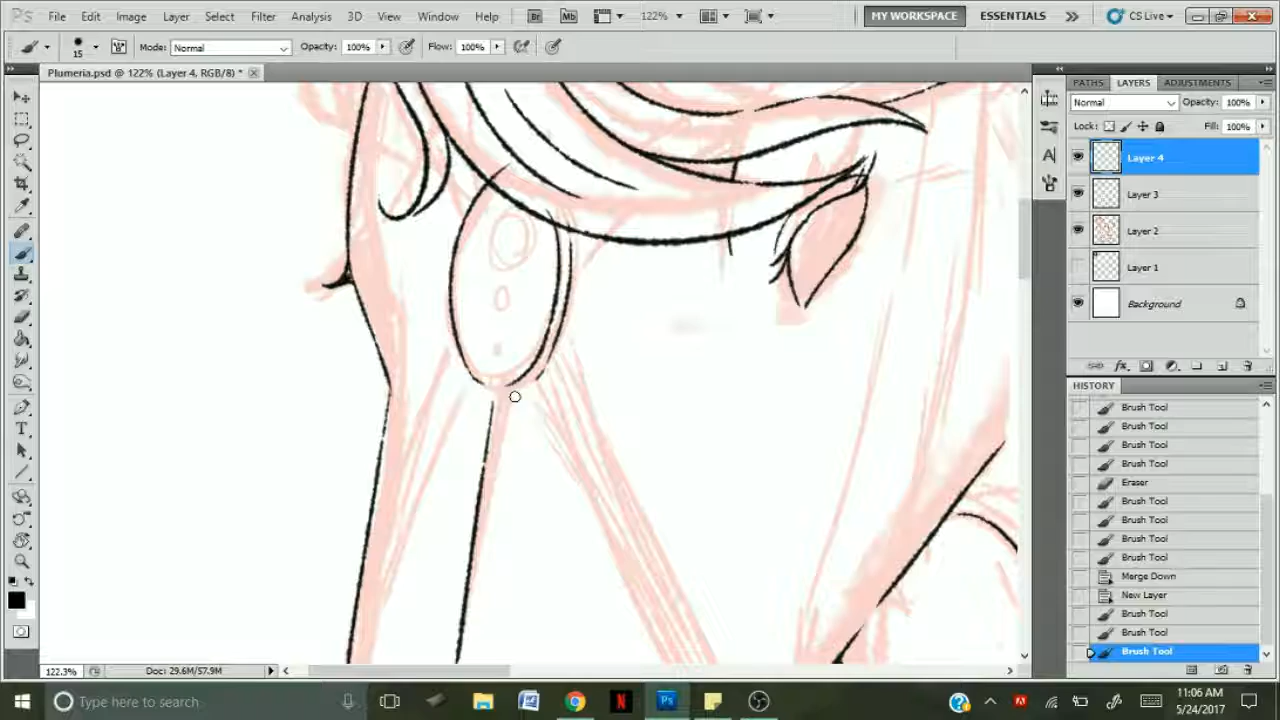 Ps File Edit Image Layer Select Filter Analysis 3D View Window Help Br Mb 122% MY WORKSPACE ESSENTIALS CS Live
15 Mode: Normal Opacity: 100% Flow: 100%
Plumeria.psd @ 122% (Layer 4, RGB/8) *
PATHS LAYERS ADJUSTMENTS
Normal Opacity: 100%
Lock: Fill: 100%
Layer 4
Layer 3
Layer 2
Layer 1
Background
fx
HISTORY
Brush Tool
Brush Tool
Brush Tool
Brush Tool
Eraser
Brush Tool
Brush Tool
Brush Tool
Brush Tool
Merge Down
New Layer
Brush Tool
Brush Tool
Brush Tool
122.3% Doc: 29.6M/57.9M
Type here to search
11:06 AM
5/24/2017